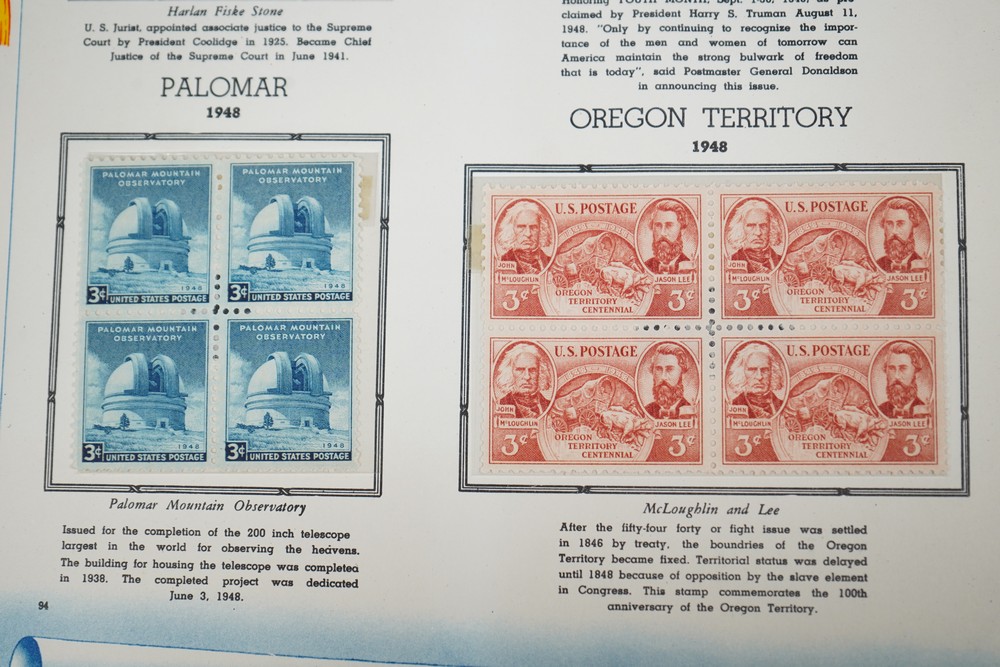 Harlan Fiske Stone
U. S. Jurist, appointed associate justice to the Supreme
Court by President Coolidge in 1925. Became Chief
Justice of the Supreme Court in June 1941.
PALOMAR
1948
PALOMAR MOUNTAIN
OBSERVATORY
1948
3¢ UNITED STATES POSTAGE
PALOMAR MOUNTAIN
OBSERVATORY
1948
3¢ UNITED STATES POSTAGE
PALOMAR MOUNTAIN
OBSERVATORY
1948
3¢ UNITED STATES POSTAGE
PALOMAR MOUNTAIN
OBSERVATORY
1948
3¢ UNITED STATES POSTAGE
Palomar Mountain Observatory
Issued for the completion of the 200 inch telescope
largest in the world for observing the heavens.
The building for housing the telescope was completed
in 1938. The completed project was dedicated
June 3, 1948.
94
Honoring YOUTH MONTH, Sept. 1-30, 1948, as pro-
claimed by President Harry S. Truman August 11,
1948. "Only by continuing to recognize the impor-
tance of the men and women of tomorrow can
America maintain the strong bulwark of freedom
that is today", said Postmaster General Donaldson
in announcing this issue.
OREGON TERRITORY
1948
U.S. POSTAGE
JOHN
McLOUGHLIN
JASON LEE
3¢ OREGON 3¢
TERRITORY
CENTENNIAL
U.S. POSTAGE
JOHN
McLOUGHLIN
JASON LEE
3¢ OREGON 3¢
TERRITORY
CENTENNIAL
U.S. POSTAGE
JOHN
McLOUGHLIN
JASON LEE
3¢ OREGON 3¢
TERRITORY
CENTENNIAL
U.S. POSTAGE
JOHN
McLOUGHLIN
JASON LEE
3¢ OREGON 3¢
TERRITORY
CENTENNIAL
McLoughlin and Lee
After the fifty-four forty or fight issue was settled
in 1846 by treaty, the boundries of the Oregon
Territory became fixed. Territorial status was delayed
until 1848 because of opposition by the slave element
in Congress. This stamp commemorates the 100th
anniversary of the Oregon Territory.